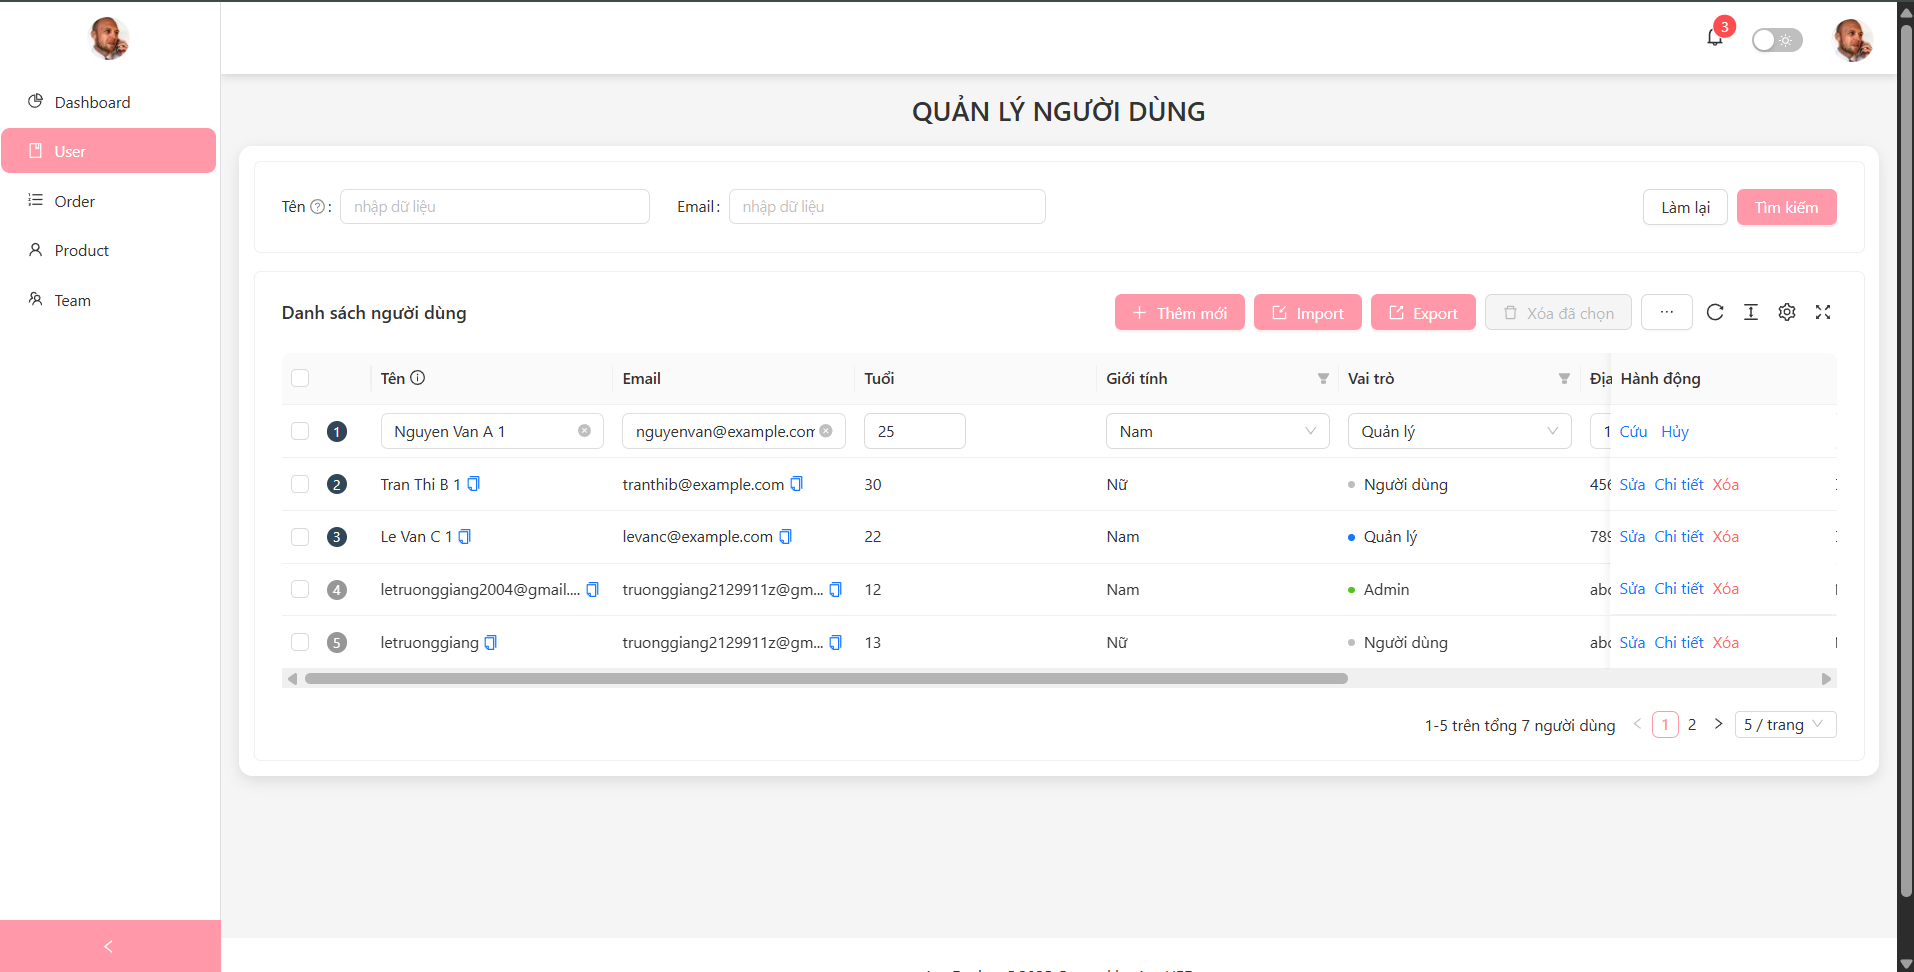 3
Dashboard
User
Order
Product
Team
QUẢN LÝ NGƯỜI DÙNG
Tên : nhập dữ liệu Email : nhập dữ liệu Làm lại Tìm kiếm
Danh sách người dùng Thêm mới Import Export Xóa đã chọn ···
Tên Email Tuổi Giới tính Vai trò Địa Hành động
1 Nguyen Van A 1 nguyenvan@example.com 25 Nam Quản lý 1 Cứu Hủy
2 Tran Thi B 1 tranthib@example.com 30 Nữ Người dùng 456 Sửa Chi tiết Xóa
3 Le Van C 1 levanc@example.com 22 Nam Quản lý 789 Sửa Chi tiết Xóa
4 letruonggiang2004@gmail.... truonggiang2129911z@gm... 12 Nam Admin abc Sửa Chi tiết Xóa
5 letruonggiang truonggiang2129911z@gm... 13 Nữ Người dùng abc Sửa Chi tiết Xóa
1-5 trên tổng 7 người dùng 1 2 5 / trang